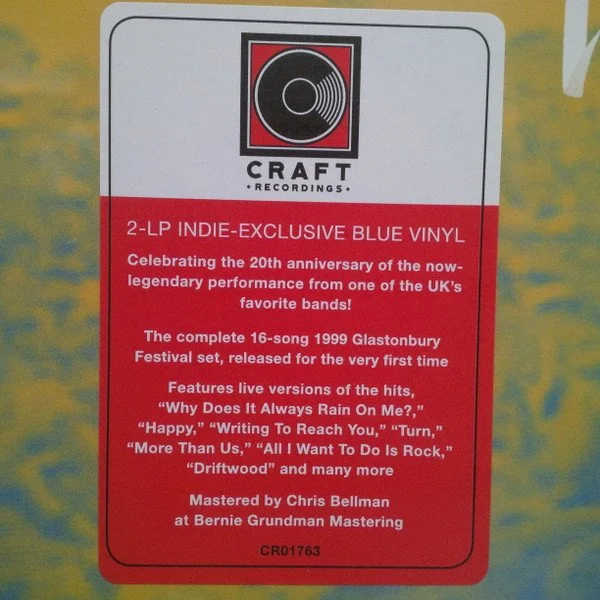 CRAFT
• RECORDINGS •
2-LP INDIE-EXCLUSIVE BLUE VINYL
Celebrating the 20th anniversary of the now-
legendary performance from one of the UK's
favorite bands!
The complete 16-song 1999 Glastonbury
Festival set, released for the very first time
Features live versions of the hits,
“Why Does It Always Rain On Me?,”
“Happy,” “Writing To Reach You,” “Turn,”
“More Than Us,” “All I Want To Do Is Rock,”
“Driftwood” and many more
Mastered by Chris Bellman
at Bernie Grundman Mastering
CR01763